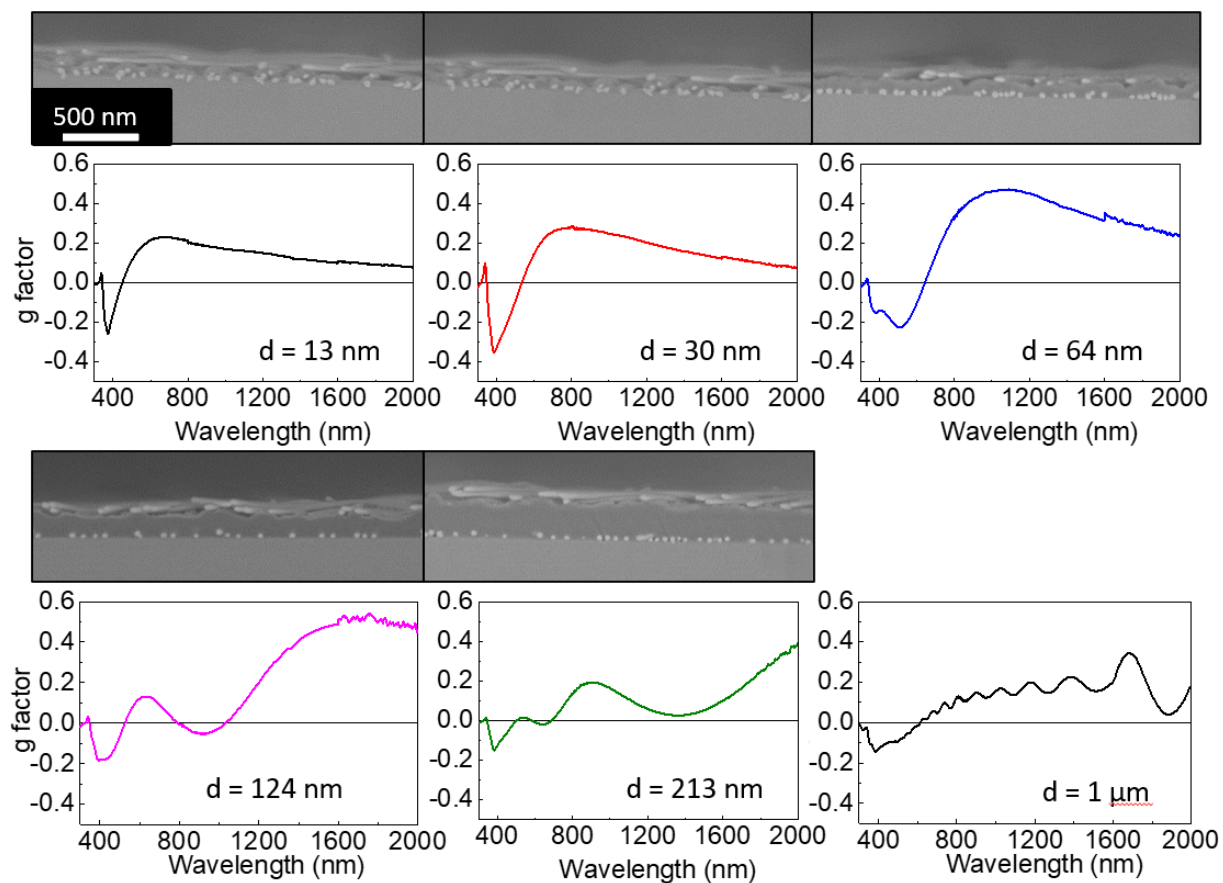 500 nm
0.6
0.4
0.2
0.0
-0.2
-0.4
g factor
d = 13 nm
400 800 1200 1600 2000
Wavelength (nm)
d = 30 nm
400 800 1200 1600 2000
Wavelength (nm)
0.6
0.4
0.2
0.0
-0.2
-0.4
d = 64 nm
400 800 1200 1600 2000
Wavelength (nm)
0.6
0.4
0.2
0.0
-0.2
-0.4
g factor
d = 124 nm
400 800 1200 1600 2000
Wavelength (nm)
0.6
0.4
0.2
0.0
-0.2
-0.4
d = 213 nm
400 800 1200 1600 2000
Wavelength (nm)
0.6
0.4
0.2
0.0
-0.2
-0.4
d = 1 μm
400 800 1200 1600 2000
Wavelength (nm)
0.6
0.4
0.2
0.0
-0.2
-0.4